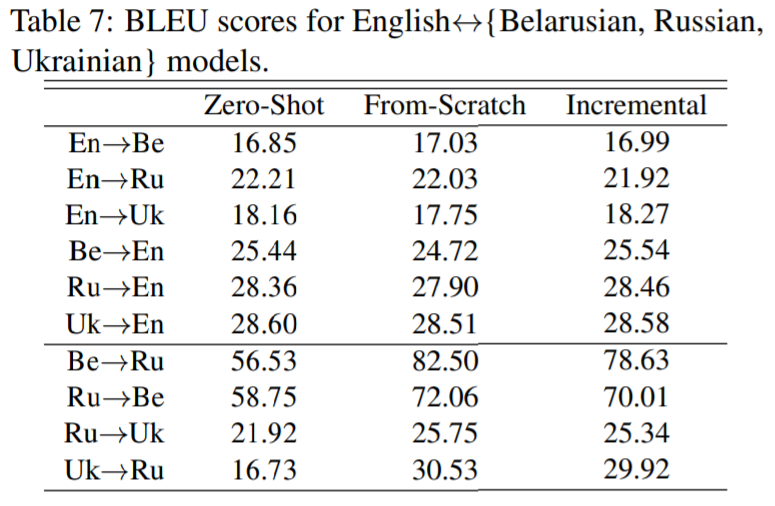 Table 7: BLEU scores for English↔{Belarusian, Russian,
Ukrainian} models.
Zero-Shot From-Scratch Incremental
En→Be 16.85 17.03 16.99
En→Ru 22.21 22.03 21.92
En→Uk 18.16 17.75 18.27
Be→En 25.44 24.72 25.54
Ru→En 28.36 27.90 28.46
Uk→En 28.60 28.51 28.58
Be→Ru 56.53 82.50 78.63
Ru→Be 58.75 72.06 70.01
Ru→Uk 21.92 25.75 25.34
Uk→Ru 16.73 30.53 29.92